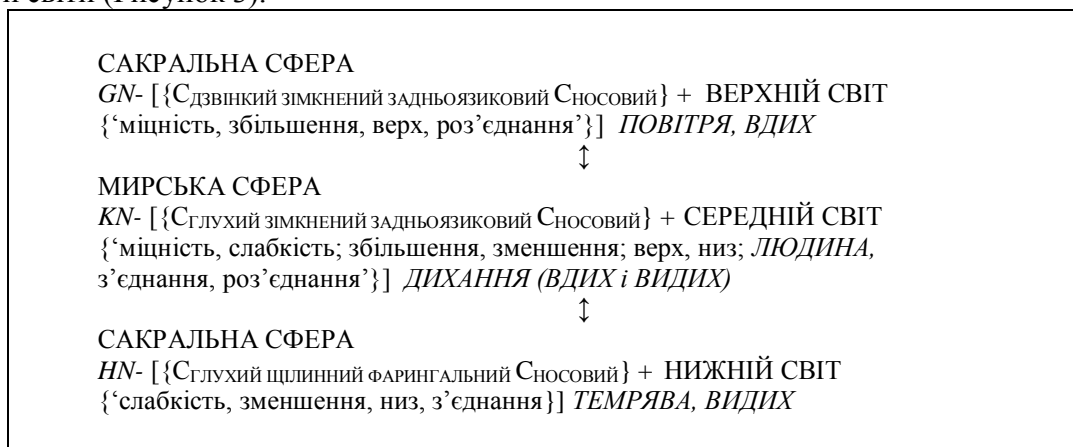 САКРАЛЬНА СФЕРА
GN- [{Cдзвінкий зімкнений задньоязиковий Cносовий} + ВЕРХНІЙ СВІТ
{‘міцність, збільшення, верх, роз’єднання’}] ПОВІТРЯ, ВДИХ
↕
МИРСЬКА СФЕРА
KN- [{Cглухий зімкнений задньоязиковий Cносовий} + СЕРЕДНІЙ СВІТ
{‘міцність, слабкість; збільшення, зменшення; верх, низ; ЛЮДИНА,
з’єднання, роз’єднання’}] ДИХАННЯ (ВДИХ і ВИДИХ)
↕
САКРАЛЬНА СФЕРА
HN- [{Cглухий щілинний фарингальний Cносовий} + НИЖНІЙ СВІТ
{‘слабкість, зменшення, низ, з’єднання}] ТЕМРЯВА, ВИДИХ